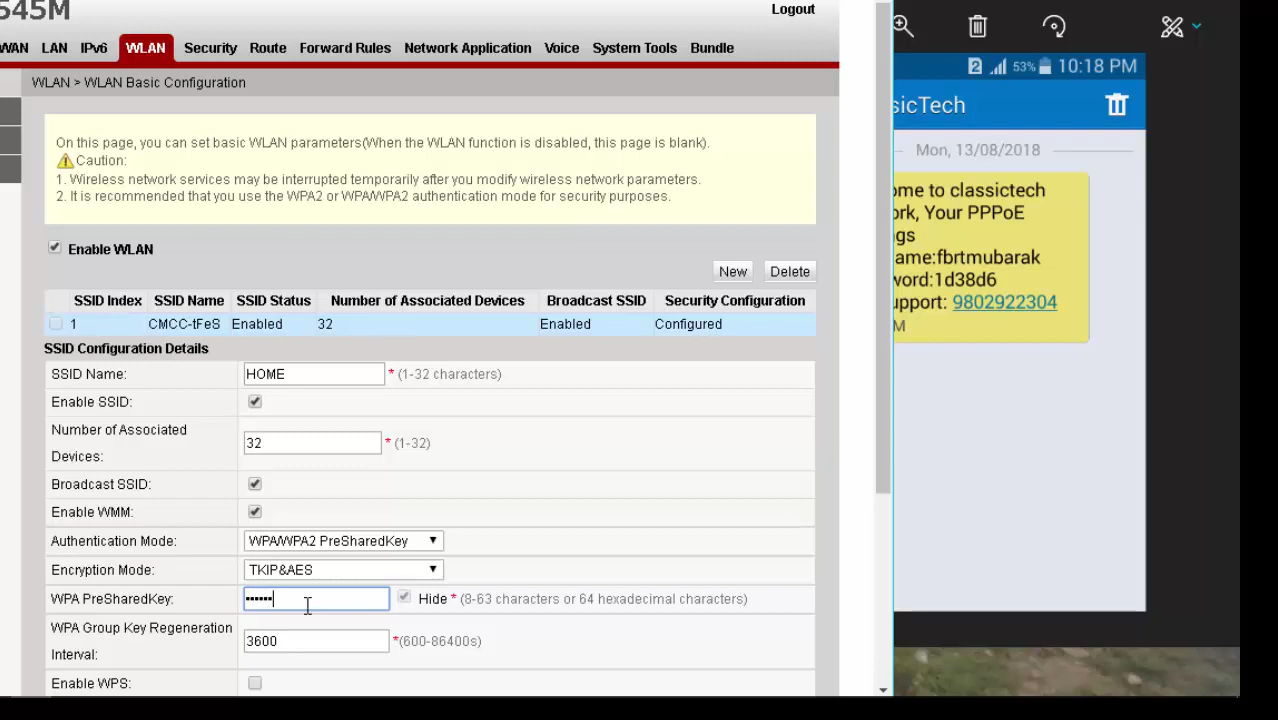 545M
Logout
WAN LAN IPv6 WLAN Security Route Forward Rules Network Application Voice System Tools Bundle
WLAN > WLAN Basic Configuration
On this page, you can set basic WLAN parameters(When the WLAN function is disabled, this page is blank).
Caution:
1. Wireless network services may be interrupted temporarily after you modify wireless network parameters.
2. It is recommended that you use the WPA2 or WPA/WPA2 authentication mode for security purposes.
Enable WLAN
New Delete
SSID Index SSID Name SSID Status Number of Associated Devices Broadcast SSID Security Configuration
1 CMCC-tFeS Enabled 32 Enabled Configured
SSID Configuration Details
SSID Name: HOME * (1-32 characters)
Enable SSID:
Number of Associated
Devices: 32 * (1-32)
Broadcast SSID:
Enable WMM:
Authentication Mode: WPA/WPA2 PreSharedKey
Encryption Mode: TKIP&AES
WPA PreSharedKey: •••••• Hide * (8-63 characters or 64 hexadecimal characters)
WPA Group Key Regeneration
Interval: 3600 *(600-86400s)
Enable WPS:
2 53% 10:18 PM
sicTech
Mon, 13/08/2018
ome to classictech
ork, Your PPPoE
ngs
ame:fbrtmubarak
word:1d38d6
upport: 9802922304
M